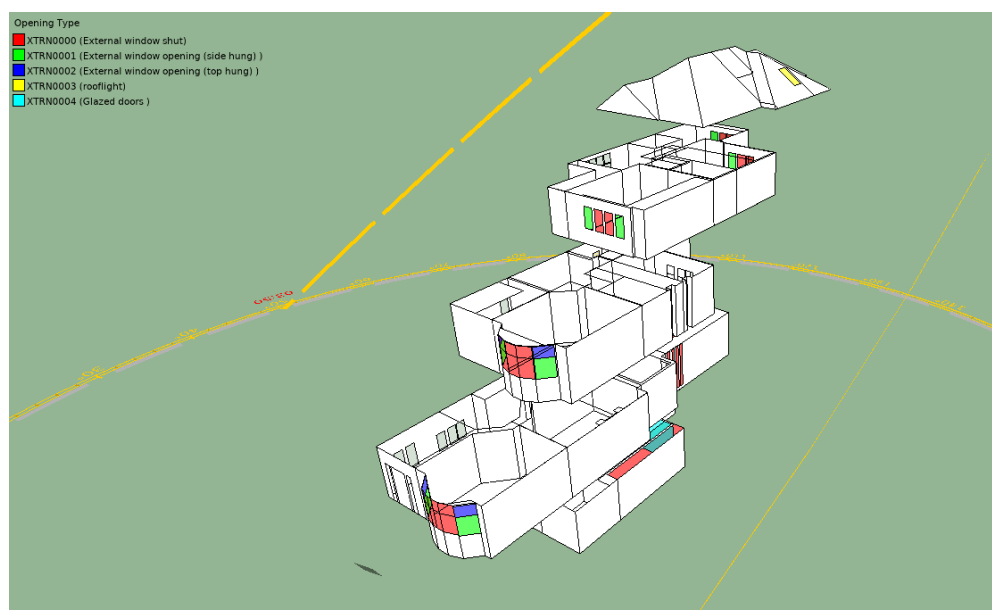 Opening Type
XTRN0000 (External window shut)
XTRN0001 (External window opening (side hung) )
XTRN0002 (External window opening (top hung) )
XTRN0003 (rooflight)
XTRN0004 (Glazed doors )